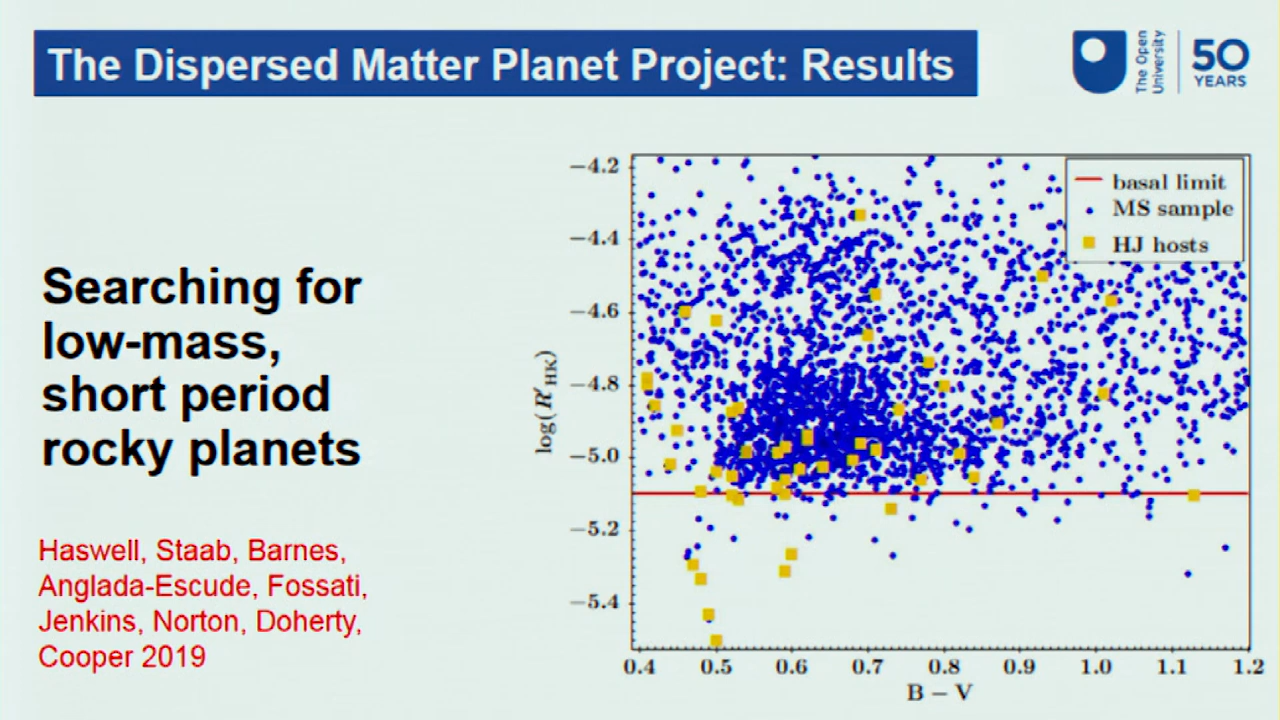 The Dispersed Matter Planet Project: Results
The Open
University
50
YEARS
Searching for
low-mass,
short period
rocky planets
Haswell, Staab, Barnes,
Anglada-Escude, Fossati,
Jenkins, Norton, Doherty,
Cooper 2019
basal limit
MS sample
HJ hosts
log(R′HK)
−4.2
−4.4
−4.6
−4.8
−5.0
−5.2
−5.4
0.4 0.5 0.6 0.7 0.8 0.9 1.0 1.1 1.2
B − V